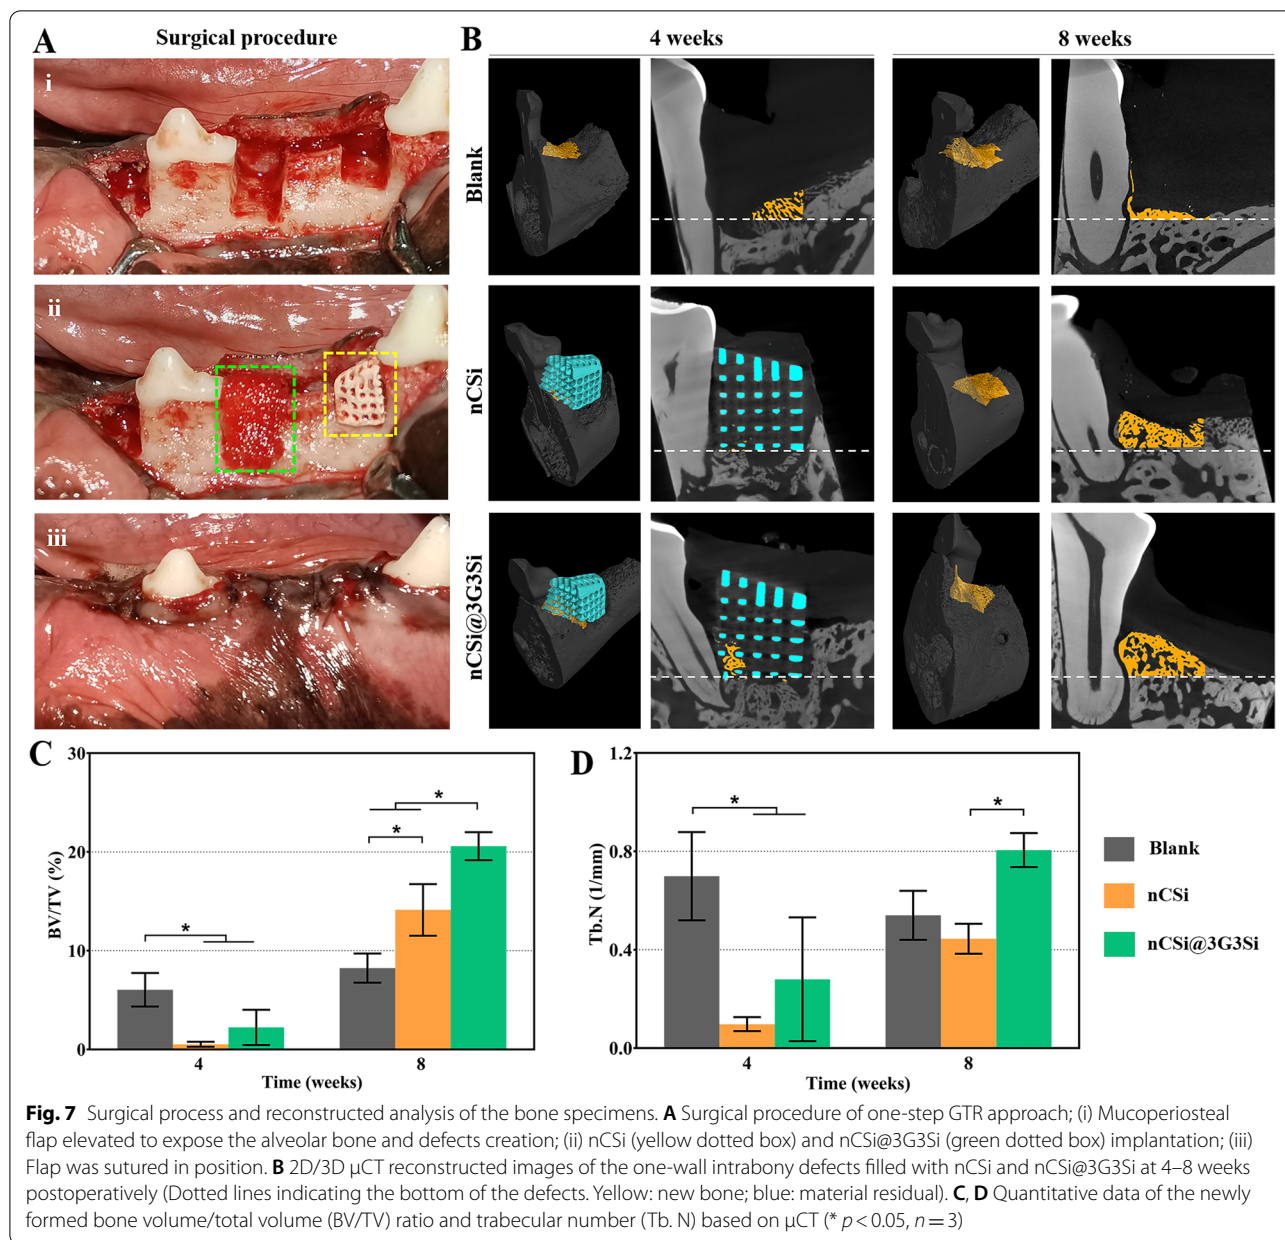 A
Surgical procedure
B
4 weeks
8 weeks
i
ii
iii
Blank
nCSi
nCSi@3G3Si
C
30
20
10
0
BV/TV (%)
*
*
*
4
8
Time (weeks)
D
1.2
0.8
0.4
0.0
Tb.N (1/mm)
*
*
4
8
Time (weeks)
Blank
nCSi
nCSi@3G3Si
Fig. 7 Surgical process and reconstructed analysis of the bone specimens. A Surgical procedure of one-step GTR approach; (i) Mucoperiosteal
flap elevated to expose the alveolar bone and defects creation; (ii) nCSi (yellow dotted box) and nCSi@3G3Si (green dotted box) implantation; (iii)
Flap was sutured in position. B 2D/3D μCT reconstructed images of the one-wall intrabony defects filled with nCSi and nCSi@3G3Si at 4–8 weeks
postoperatively (Dotted lines indicating the bottom of the defects. Yellow: new bone; blue: material residual). C, D Quantitative data of the newly
formed bone volume/total volume (BV/TV) ratio and trabecular number (Tb. N) based on μCT (* p < 0.05, n = 3)